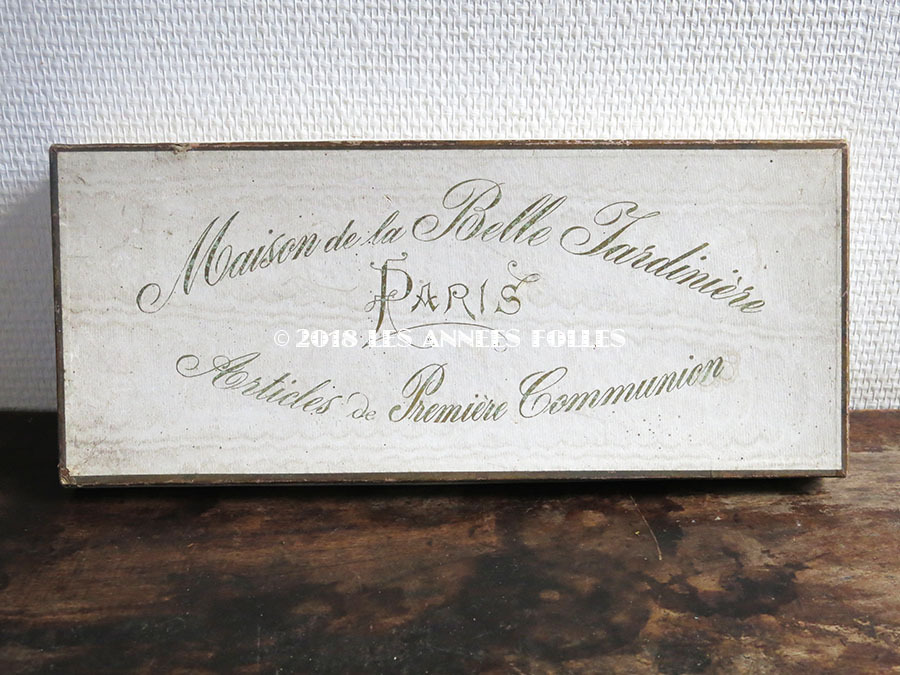 Maison de la Belle Jardinière
PARIS
© 2018 LES ANNEES FOLLES
Articles de Première Communion